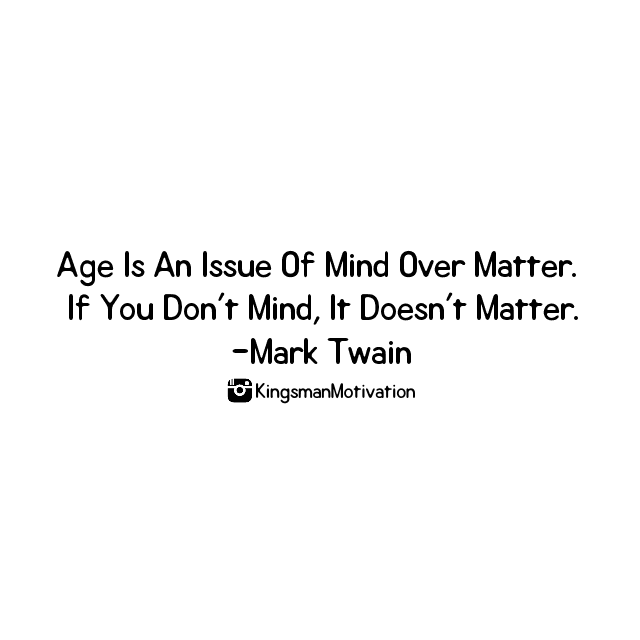 Age Is An Issue Of Mind Over Matter.
If You Don't Mind, It Doesn't Matter.
-Mark Twain
KingsmanMotivation